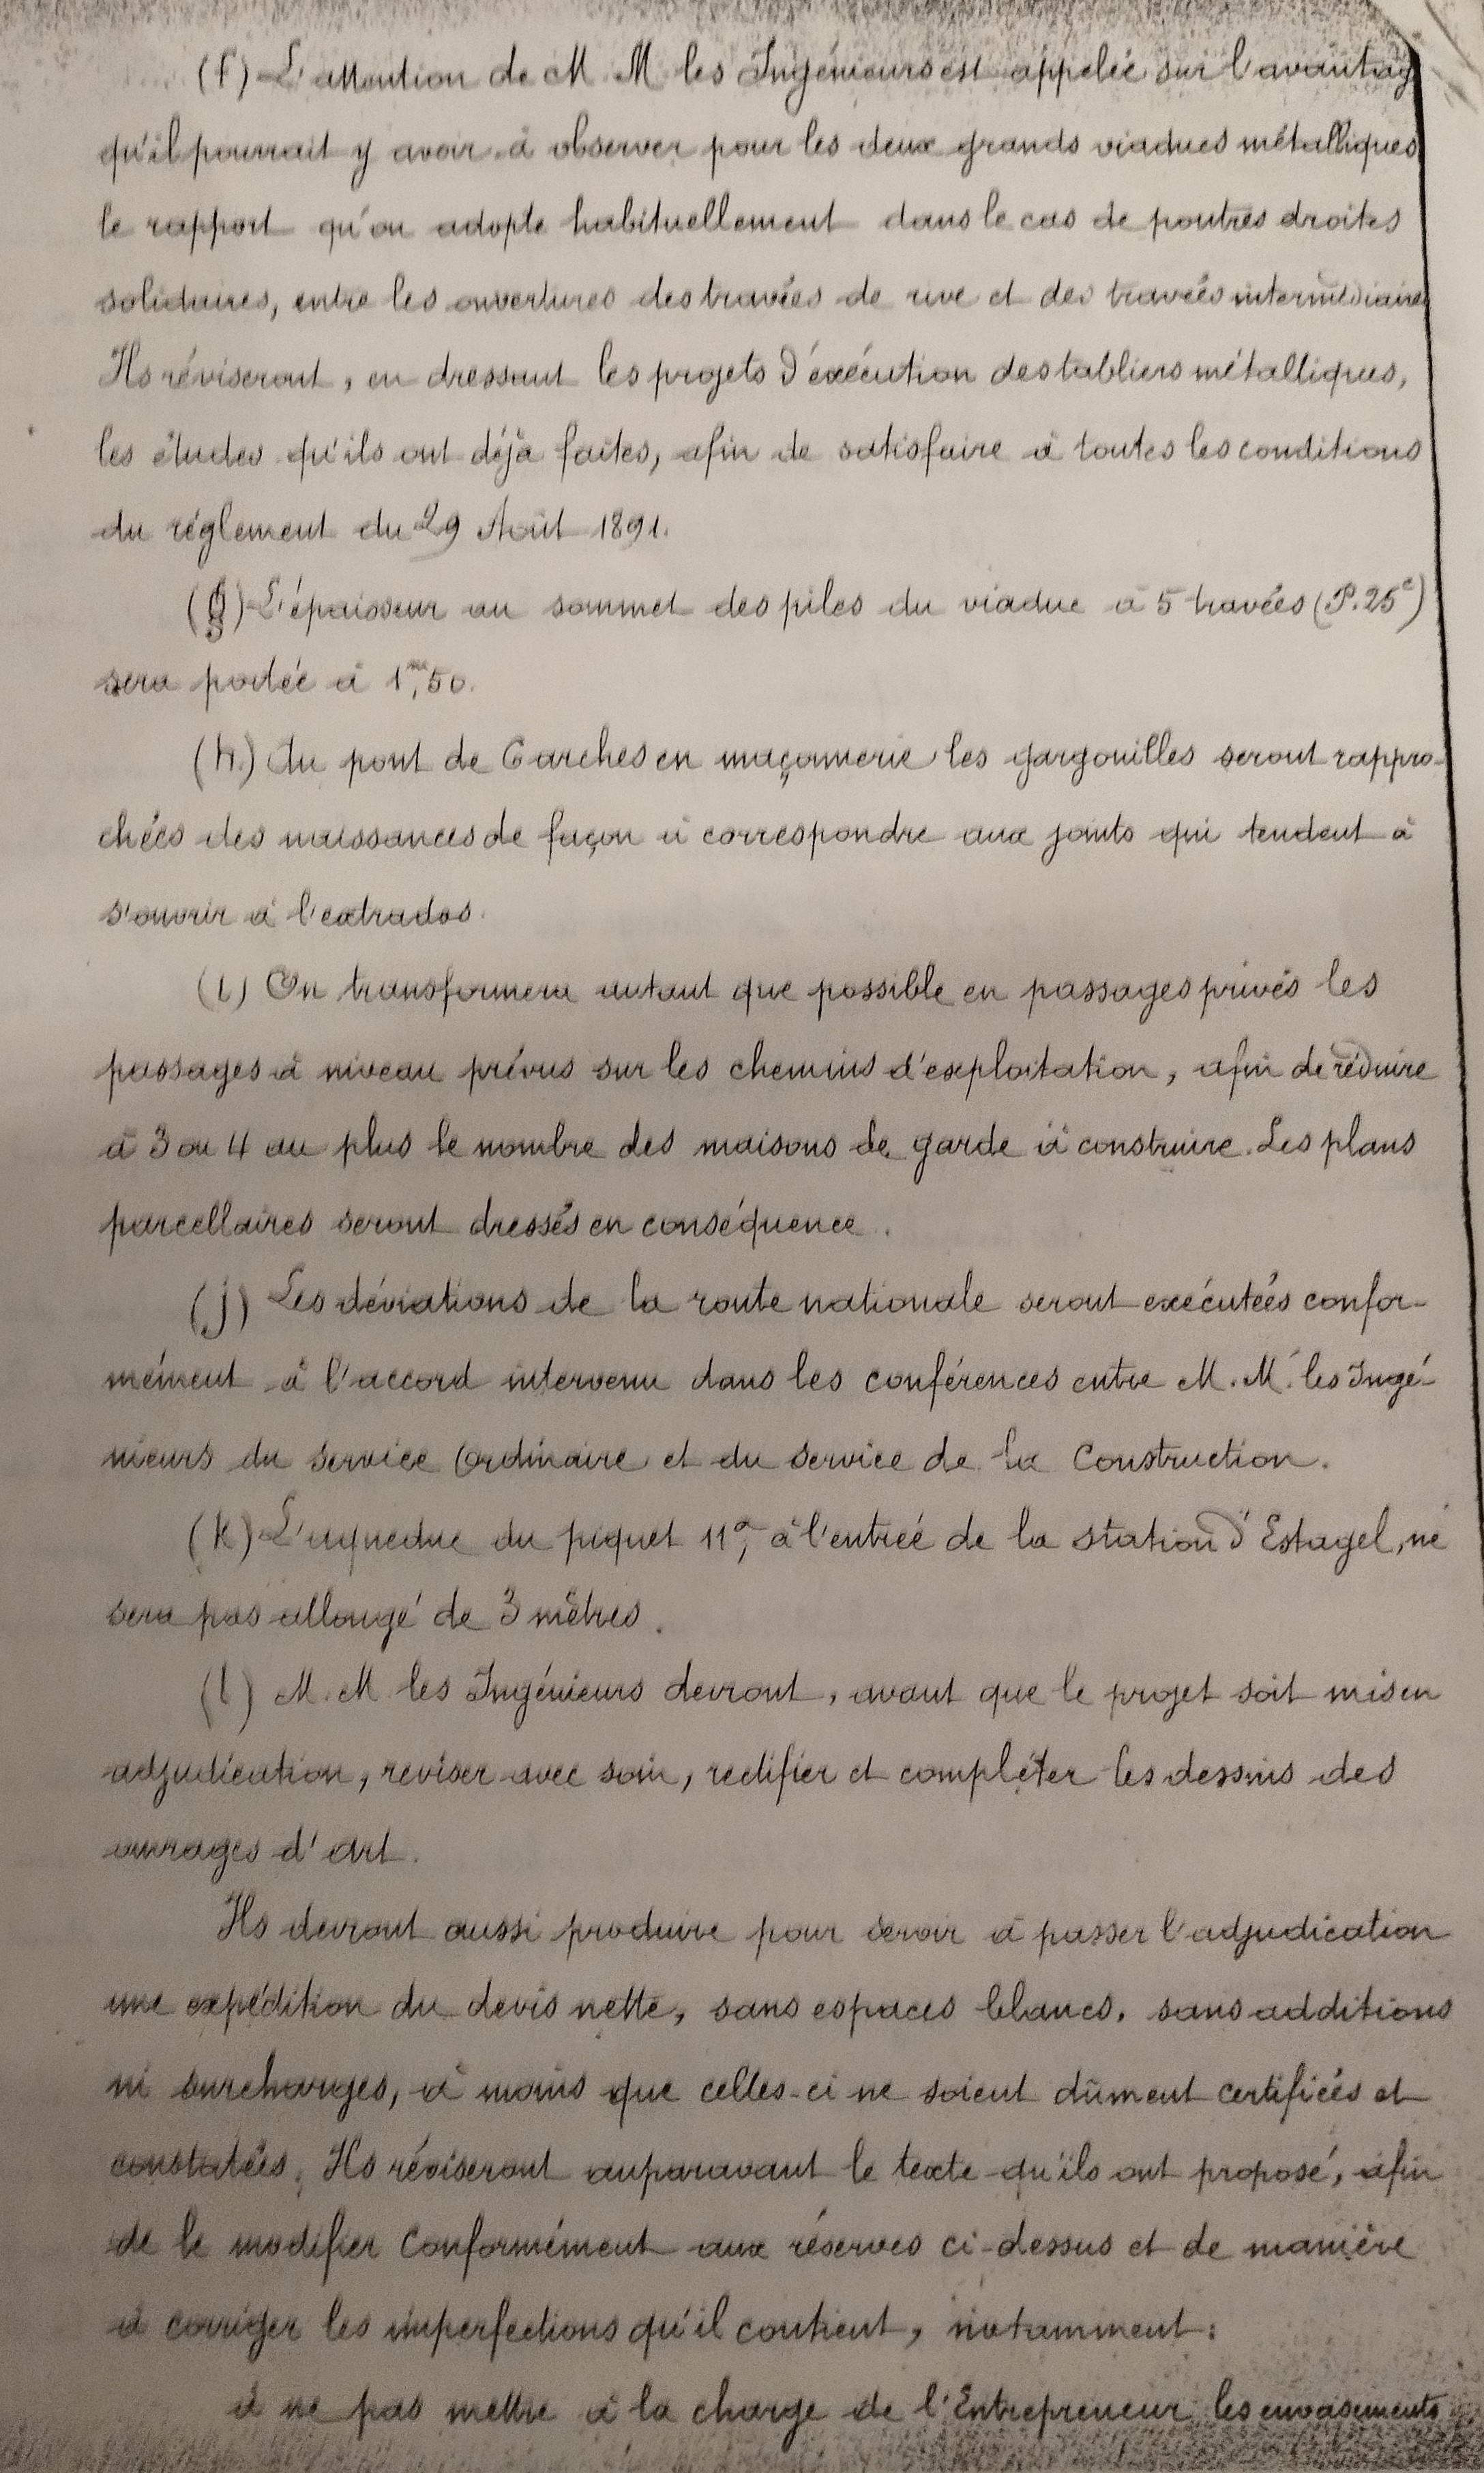 (f) L'attention de M. M les Ingénieurs est appelée sur l'avantag
qu'il pourrait y avoir à observer pour les deux grands viaducs métalliques
le rapport qu'on adopte habituellement dans le cas de poutres droites
solidaires, entre les ouvertures des travées de rive et des travées intermédiaires
Ils réviseront, en dressant les projets d'exécution des tabliers métalliques,
les études qu'ils ont déjà faites, afin de satisfaire à toutes les conditions
du réglement du 29 Août 1891.
(g) L'épaisseur au sommet des piles du viaduc à 5 travées (P. 25c)
sera portée à 1m,50.
(h.) Au pont de 6 arches en maçonnerie les gargouilles seront rappro-
chées des naissances de façon à correspondre aux joints qui tendent à
s'ouvrir à l'extrados.
(i) On transformera autant que possible en passages privés les
passages à niveau prévus sur les chemins d'exploitation, afin de réduire
à 3 ou 4 au plus le nombre des maisons de garde à construire. Les plans
parcellaires seront dressés en conséquence.
(j) Les déviations de la route nationale seront exécutées confor-
mément à l'accord intervenu dans les conférences entre M. M. les Ingé-
nieurs du service Ordinaire et du service de la Construction.
(k) L'aqueduc du piquet 11a, à l'entrée de la station d'Estagel, ne
sera pas allongé de 3 mètres.
(l) M. M les Ingénieurs devront, avant que le projet soit mis en
adjudication, reviser avec soin, rectifier et compléter les dessins des
ouvrages d'art.
Ils devront aussi produire pour servir à passer l'adjudication
une expédition du devis nette, sans espaces blancs, sans additions
ni surcharges, à moins que celles-ci ne soient dûment certifiées et
constatées. Ils réviseront auparavant le texte qu'ils ont proposé, afin
de le modifier Conformément aux réserves ci-dessus et de manière
à corriger les imperfections qu'il contient, notamment:
à ne pas mettre à la charge de l'Entrepreneur les envasements